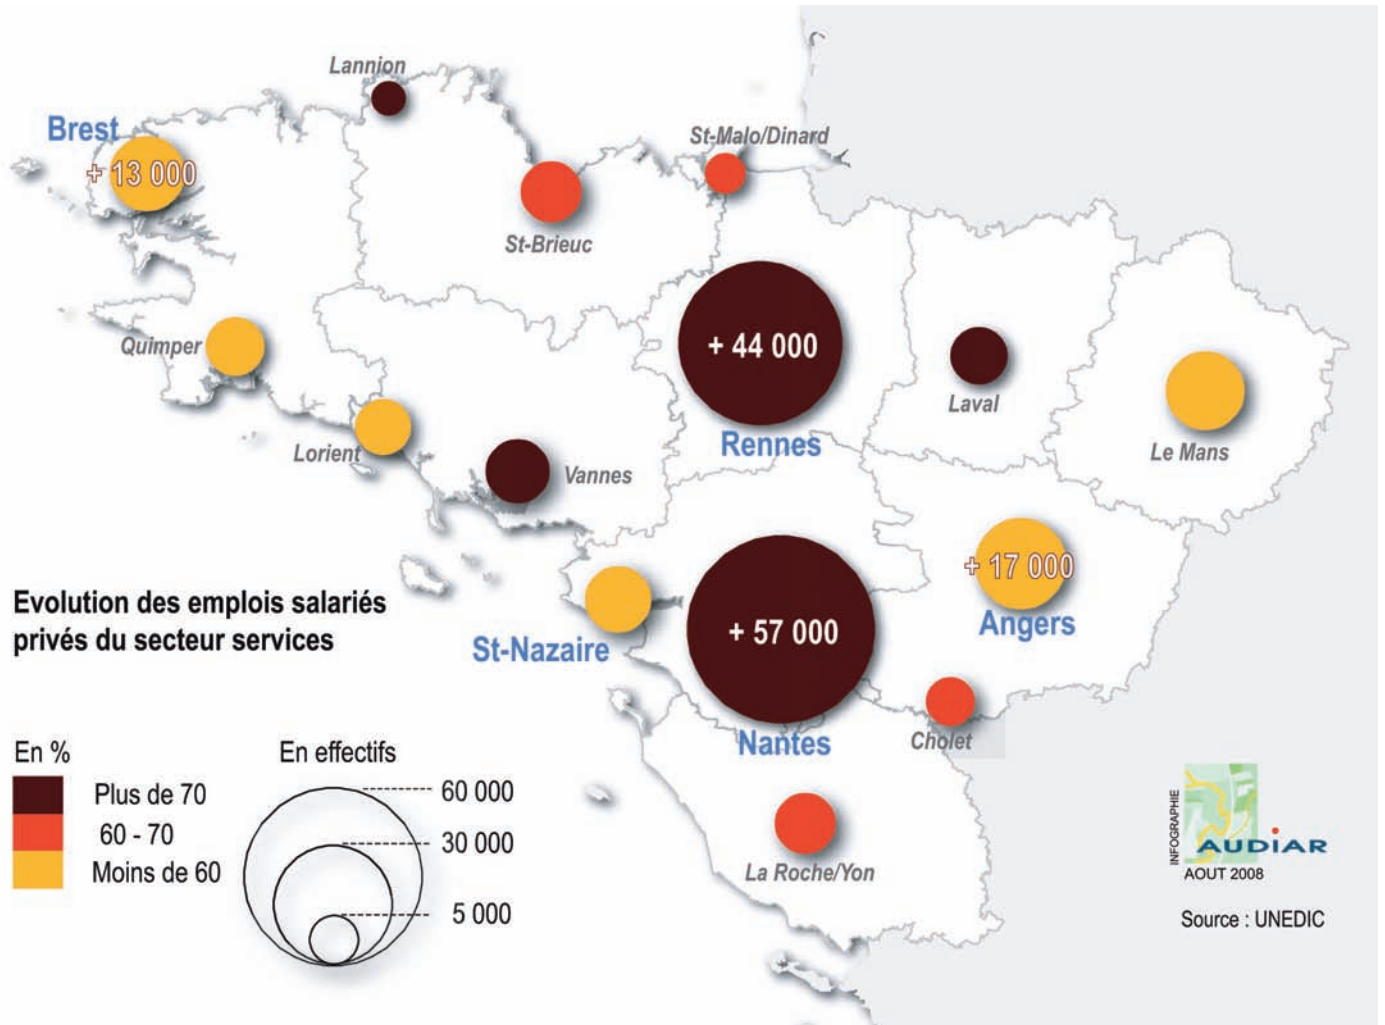 Lannion
Brest
St-Malo/Dinard
+ 13 000
St-Brieuc
Quimper
+ 44 000
Laval
Rennes
Lorient
Le Mans
Vannes
+ 17 000
Evolution des emplois salariés
privés du secteur services
Angers
+ 57 000
St-Nazaire
Nantes
Cholet
En %
Plus de 70
60 - 70
Moins de 60
En effectifs
60 000
30 000
5 000
La Roche/Yon
INFOGRAPHIE
AUDIAR
AOUT 2008
Source : UNEDIC